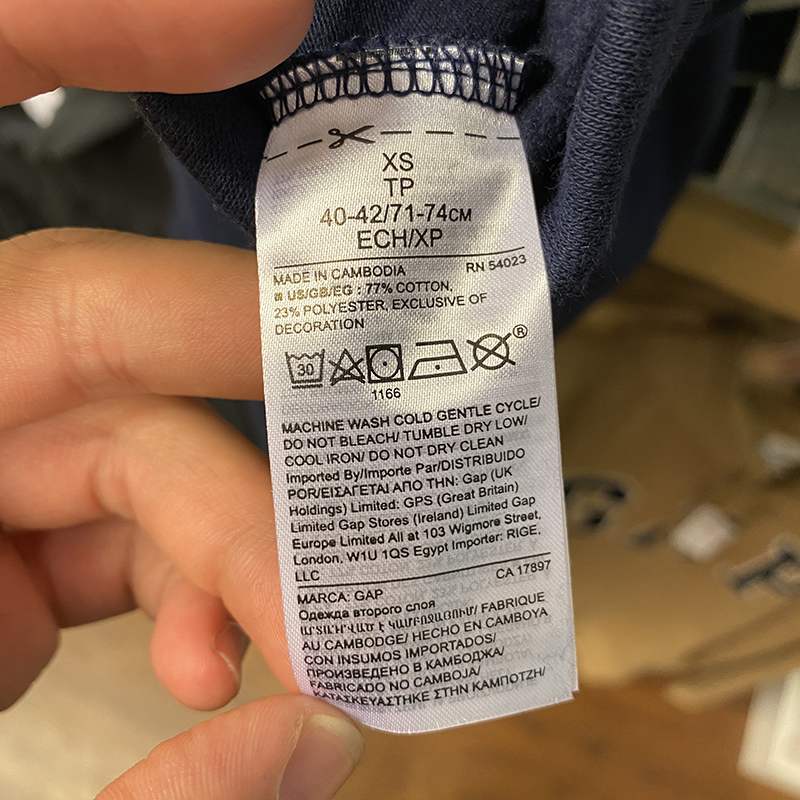 XS
TP
40-42/71-74CM
ECH/XP
MADE IN CAMBODIA RN 54023
US/GB/EG : 77% COTTON,
23% POLYESTER, EXCLUSIVE OF
DECORATION
30 ®
1166
MACHINE WASH COLD GENTLE CYCLE/
DO NOT BLEACH/ TUMBLE DRY LOW/
COOL IRON/ DO NOT DRY CLEAN
Imported By/Importe Par/DISTRIBUIDO
POR/ΕΙΣΑΓΕΤΑΙ ΑΠΟ ΤΗΝ: Gap (UK
Holdings) Limited: GPS (Great Britain)
Limited Gap Stores (Ireland) Limited Gap
Europe Limited All at 103 Wigmore Street,
London, W1U 1QS Egypt Importer: RIGE,
LLC
CA 17897
MARCA: GAP
Одежда второго слоя
ԱՐՏԱԴՐՎԱԾ Է ԿԱՄԲՈՋԱՅՈՒՄ/ FABRIQUE
AU CAMBODGE/ HECHO EN CAMBOYA
CON INSUMOS IMPORTADOS/
ПРОИЗВЕДЕНО В КАМБОДЖА/
FABRICADO NO CAMBOJA/
ΚΑΤΑΣΚΕΥΑΣΤΗΚΕ ΣΤΗΝ ΚΑΜΠΟΤΖΗ/
G
P